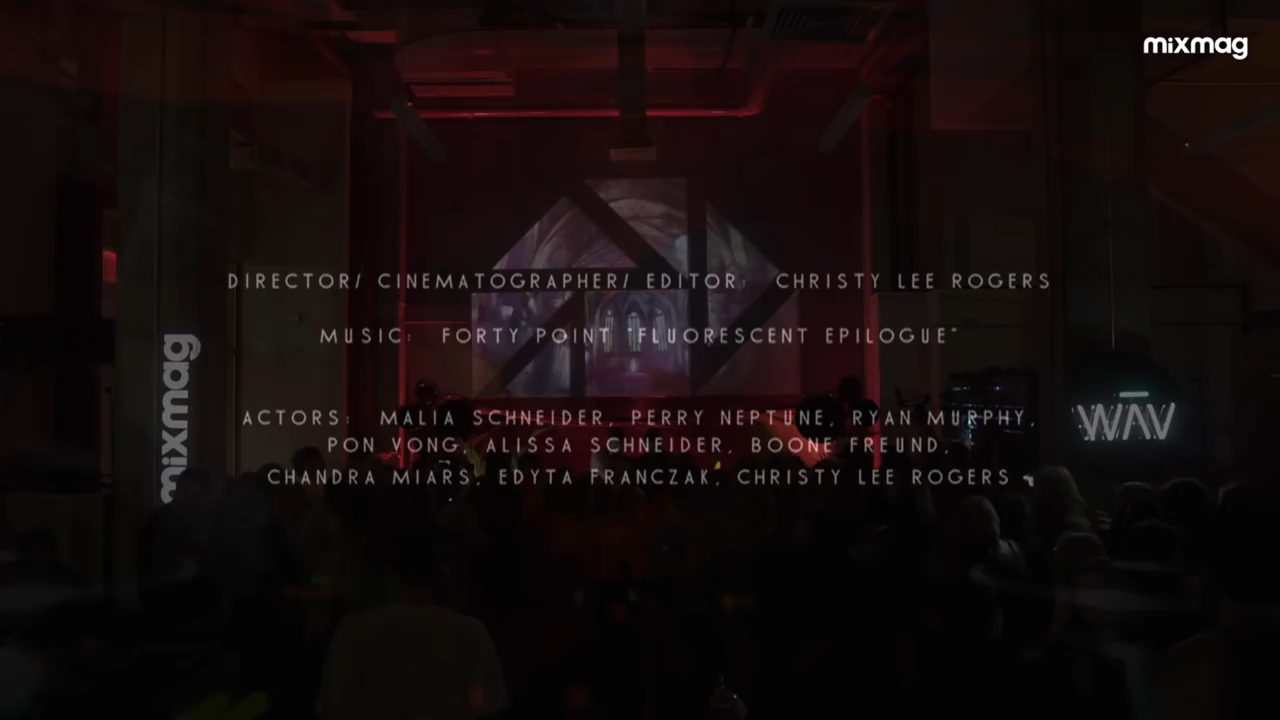 mixmag
DIRECTOR/ CINEMATOGRAPHER/ EDITOR: CHRISTY LEE ROGERS
MUSIC: FORTY POINT "FLUORESCENT EPILOGUE"
mixmag
ACTORS: MALIA SCHNEIDER, PERRY NEPTUNE, RYAN MURPHY,
WAV
PON VONG, ALISSA SCHNEIDER, BOONE FREUND,
CHANDRA MIARS, EDYTA FRANCZAK, CHRISTY LEE ROGERS